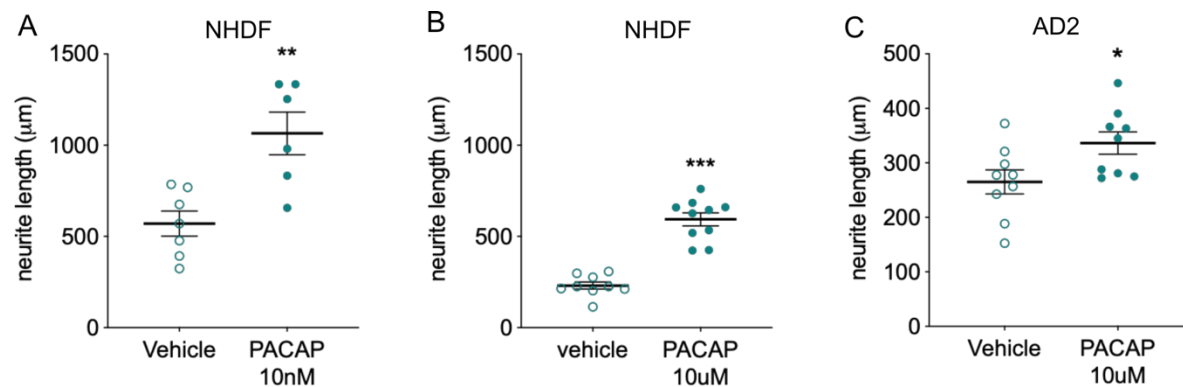 A
NHDF
1500
**
1000
500
0
neurite length (μm)
Vehicle
PACAP
10nM
B
NHDF
1500
1000
***
500
0
neurite length (μm)
vehicle
PACAP
10uM
C
AD2
500
*
400
300
200
100
0
neurite length (μm)
Vehicle
PACAP
10uM